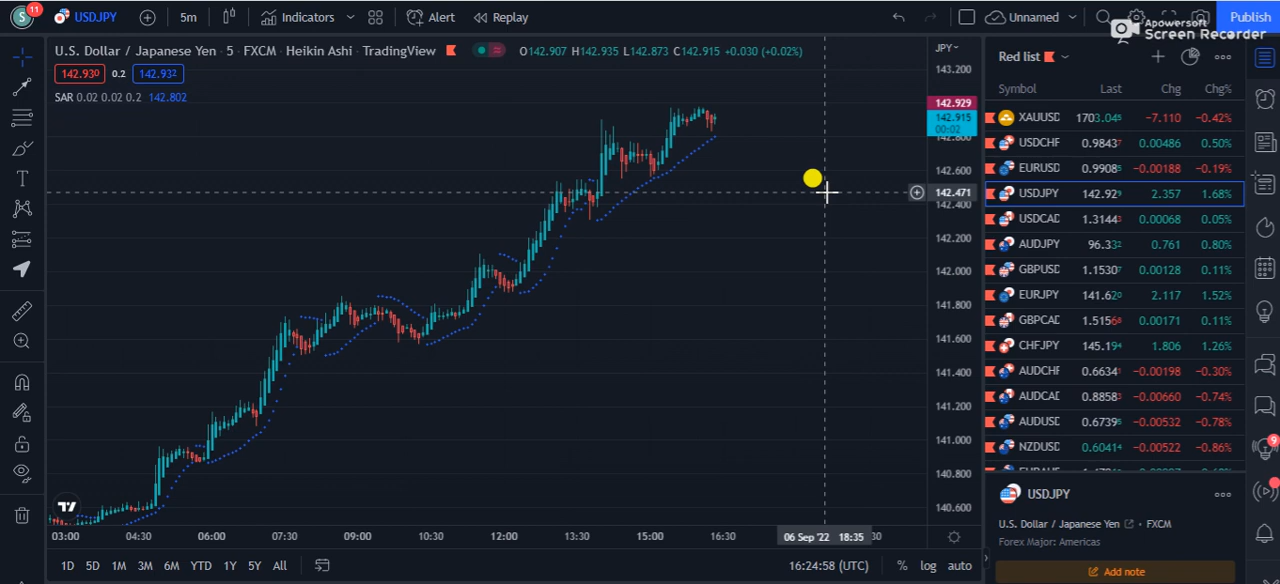 S 11 USDJPY 5m Indicators Alert Replay Unnamed Publish
Apowersoft
Screen Recorder
U.S. Dollar / Japanese Yen · 5 · FXCM · Heikin Ashi · TradingView O142.907 H142.935 L142.873 C142.915 +0.030 (+0.02%)
142.930 0.2 142.932
SAR 0.02 0.02 0.2 142.802
JPY
143.200
142.929
142.915
00:02
142.800
142.600
142.471
142.400
142.200
142.000
141.800
141.600
141.400
141.200
141.000
140.800
140.600
03:00 04:30 06:00 07:30 09:00 10:30 12:00 13:30 15:00 16:30 06 Sep '22 18:35
1D 5D 1M 3M 6M YTD 1Y 5Y All 16:24:58 (UTC) % log auto
Red list
Symbol Last Chg Chg%
XAUUSD 1703.045 -7.110 -0.42%
USDCHF 0.98437 0.00486 0.50%
EURUSD 0.99085 -0.00188 -0.19%
USDJPY 142.929 2.357 1.68%
USDCAD 1.31443 0.00068 0.05%
AUDJPY 96.332 0.761 0.80%
GBPUSD 1.15307 0.00128 0.11%
EURJPY 141.620 2.117 1.52%
GBPCAD 1.51568 0.00171 0.11%
CHFJPY 145.194 1.806 1.26%
AUDCHF 0.66341 -0.00198 -0.30%
AUDCAD 0.88583 -0.00660 -0.74%
AUDUSD 0.67395 -0.00532 -0.78%
NZDUSD 0.60414 -0.00522 -0.86%
USDJPY
U.S. Dollar / Japanese Yen · FXCM
Forex Major: Americas
Add note
9